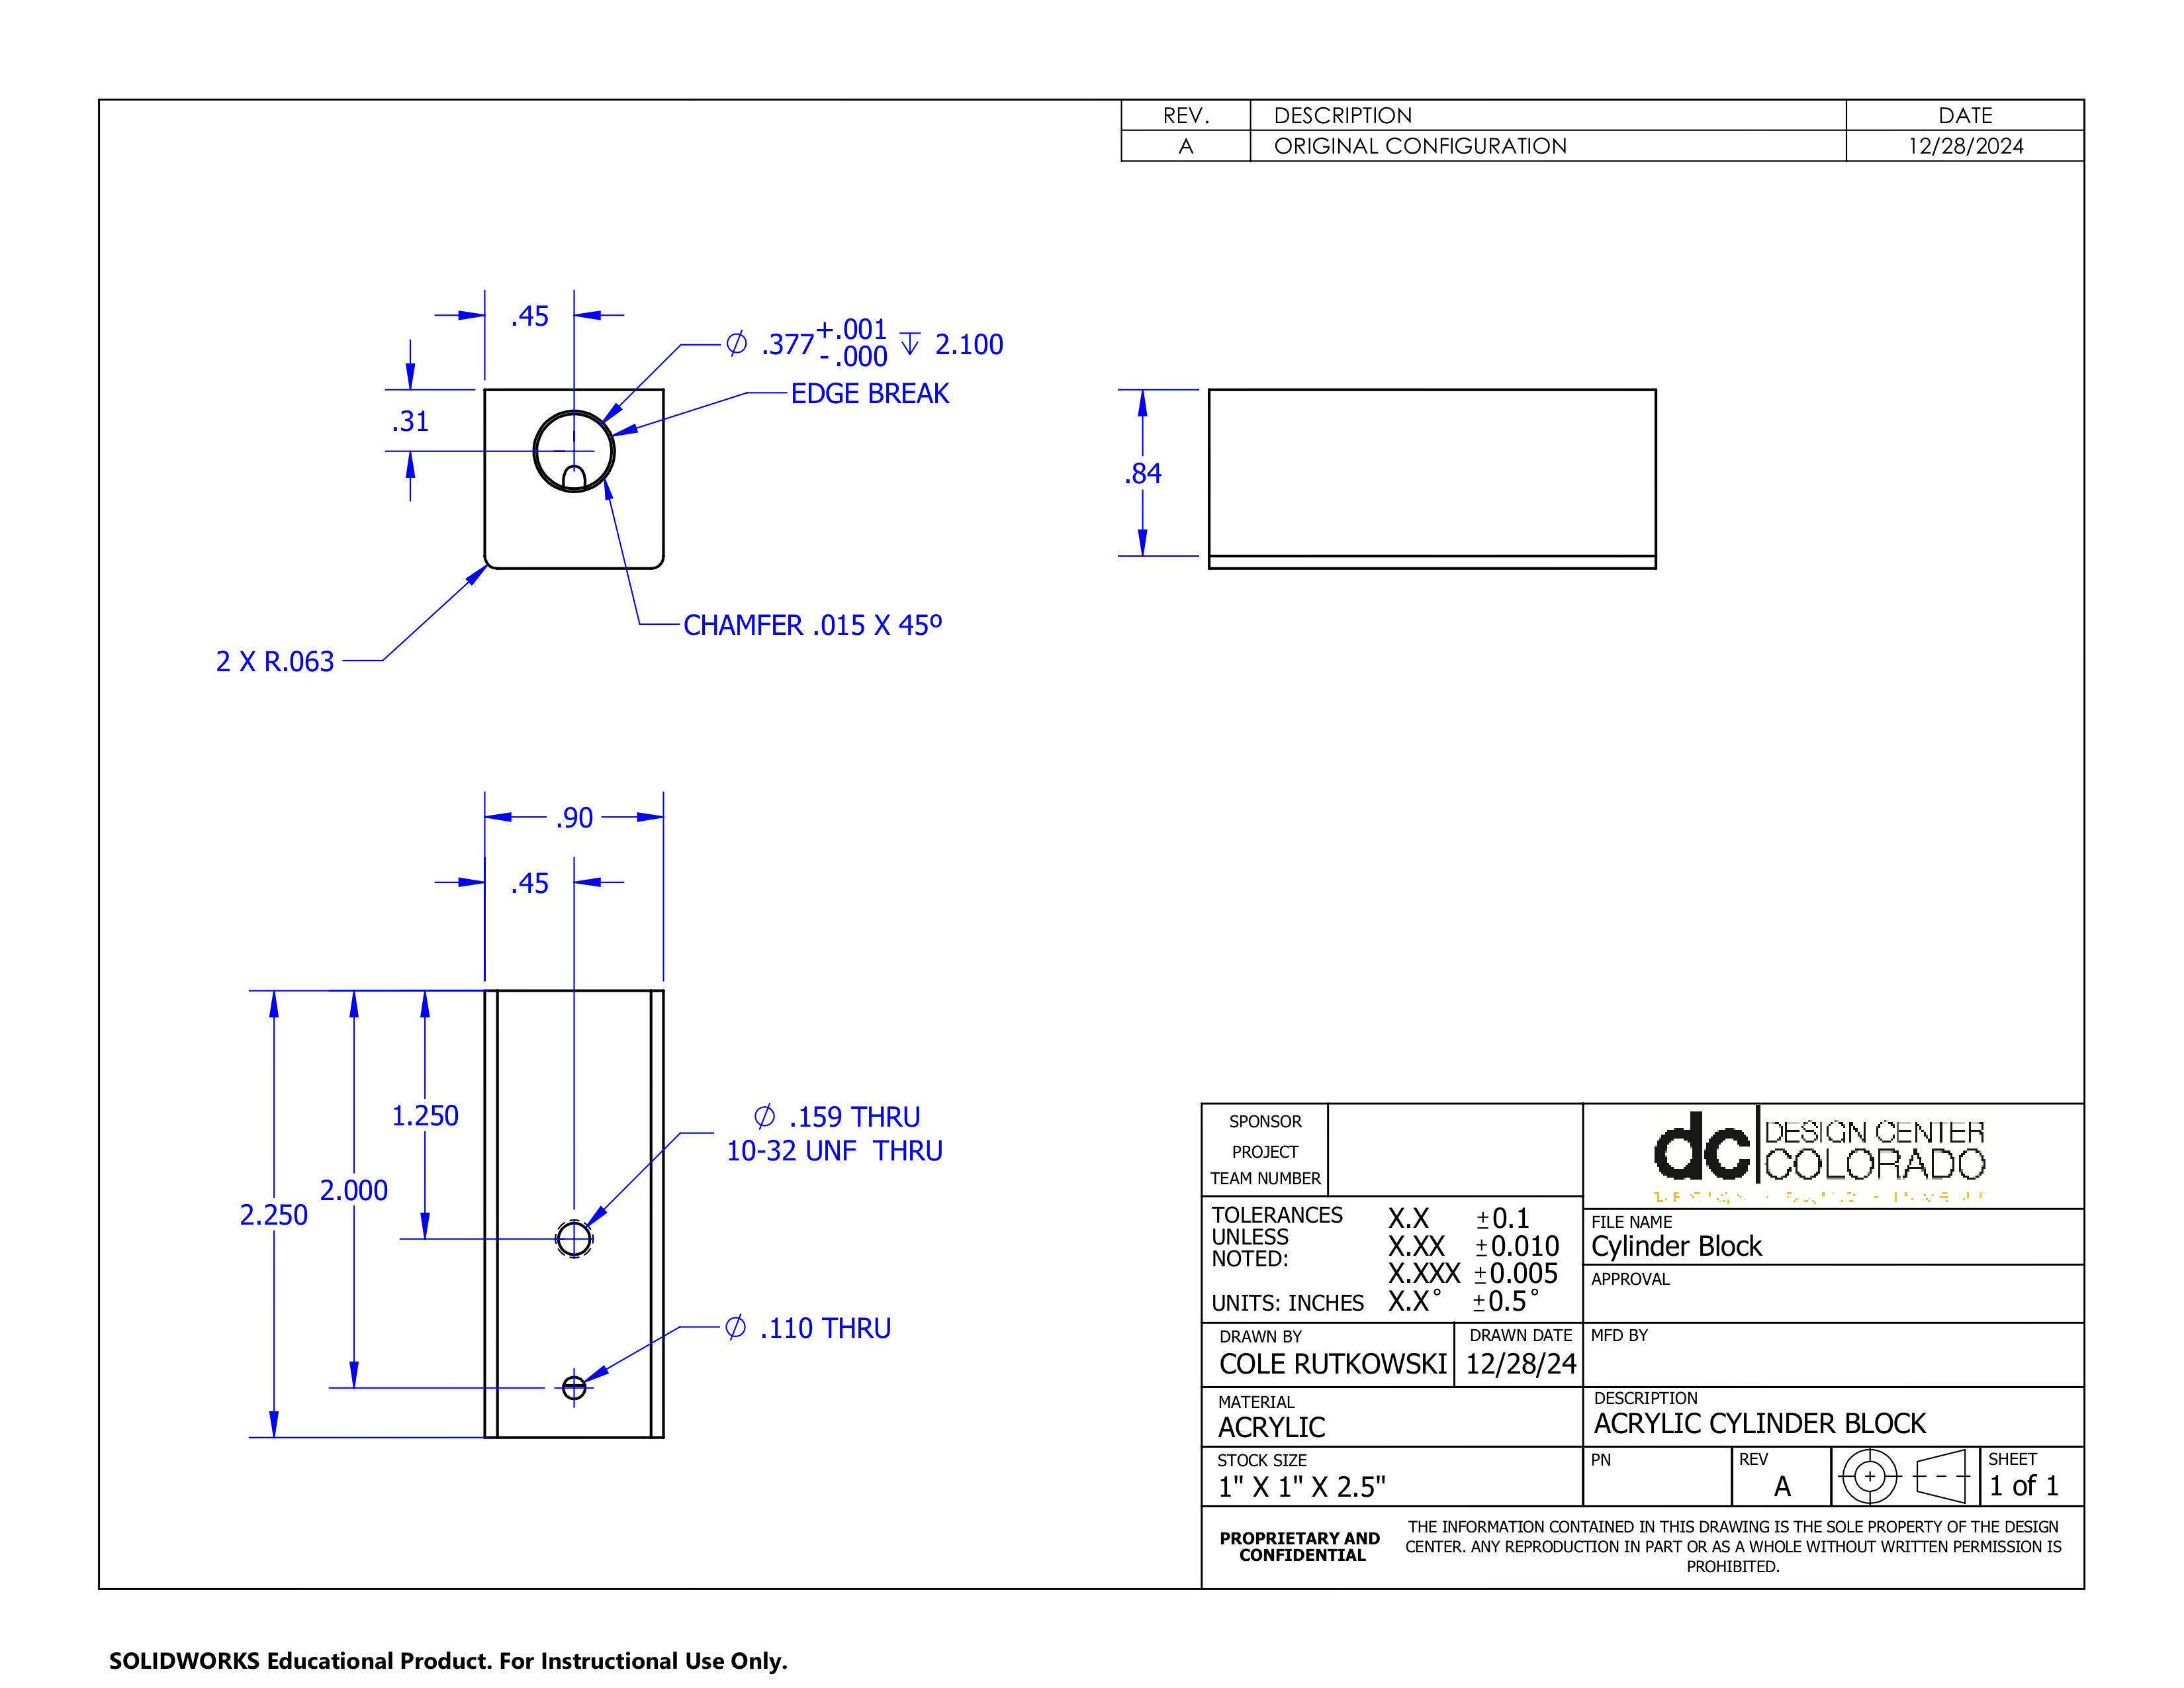 REV. DESCRIPTION DATE
A ORIGINAL CONFIGURATION 12/28/2024
.45
∅ .377 +.001 -.000 ↧ 2.100
EDGE BREAK
.31
.84
CHAMFER .015 X 45º
2 X R.063
.90
.45
1.250
2.000
2.250
∅ .159 THRU
10-32 UNF THRU
∅ .110 THRU
SPONSOR
PROJECT
TEAM NUMBER
dc DESIGN CENTER
COLORADO
TOLERANCES
UNLESS
NOTED:
X.X ±0.1
X.XX ±0.010
X.XXX ±0.005
UNITS: INCHES X.X° ±0.5°
FILE NAME
Cylinder Block
APPROVAL
DRAWN BY
COLE RUTKOWSKI
DRAWN DATE
12/28/24
MFD BY
MATERIAL
ACRYLIC
DESCRIPTION
ACRYLIC CYLINDER BLOCK
STOCK SIZE
1" X 1" X 2.5"
PN
REV
A
SHEET
1 of 1
PROPRIETARY AND
CONFIDENTIAL
THE INFORMATION CONTAINED IN THIS DRAWING IS THE SOLE PROPERTY OF THE DESIGN
CENTER. ANY REPRODUCTION IN PART OR AS A WHOLE WITHOUT WRITTEN PERMISSION IS
PROHIBITED.
SOLIDWORKS Educational Product. For Instructional Use Only.